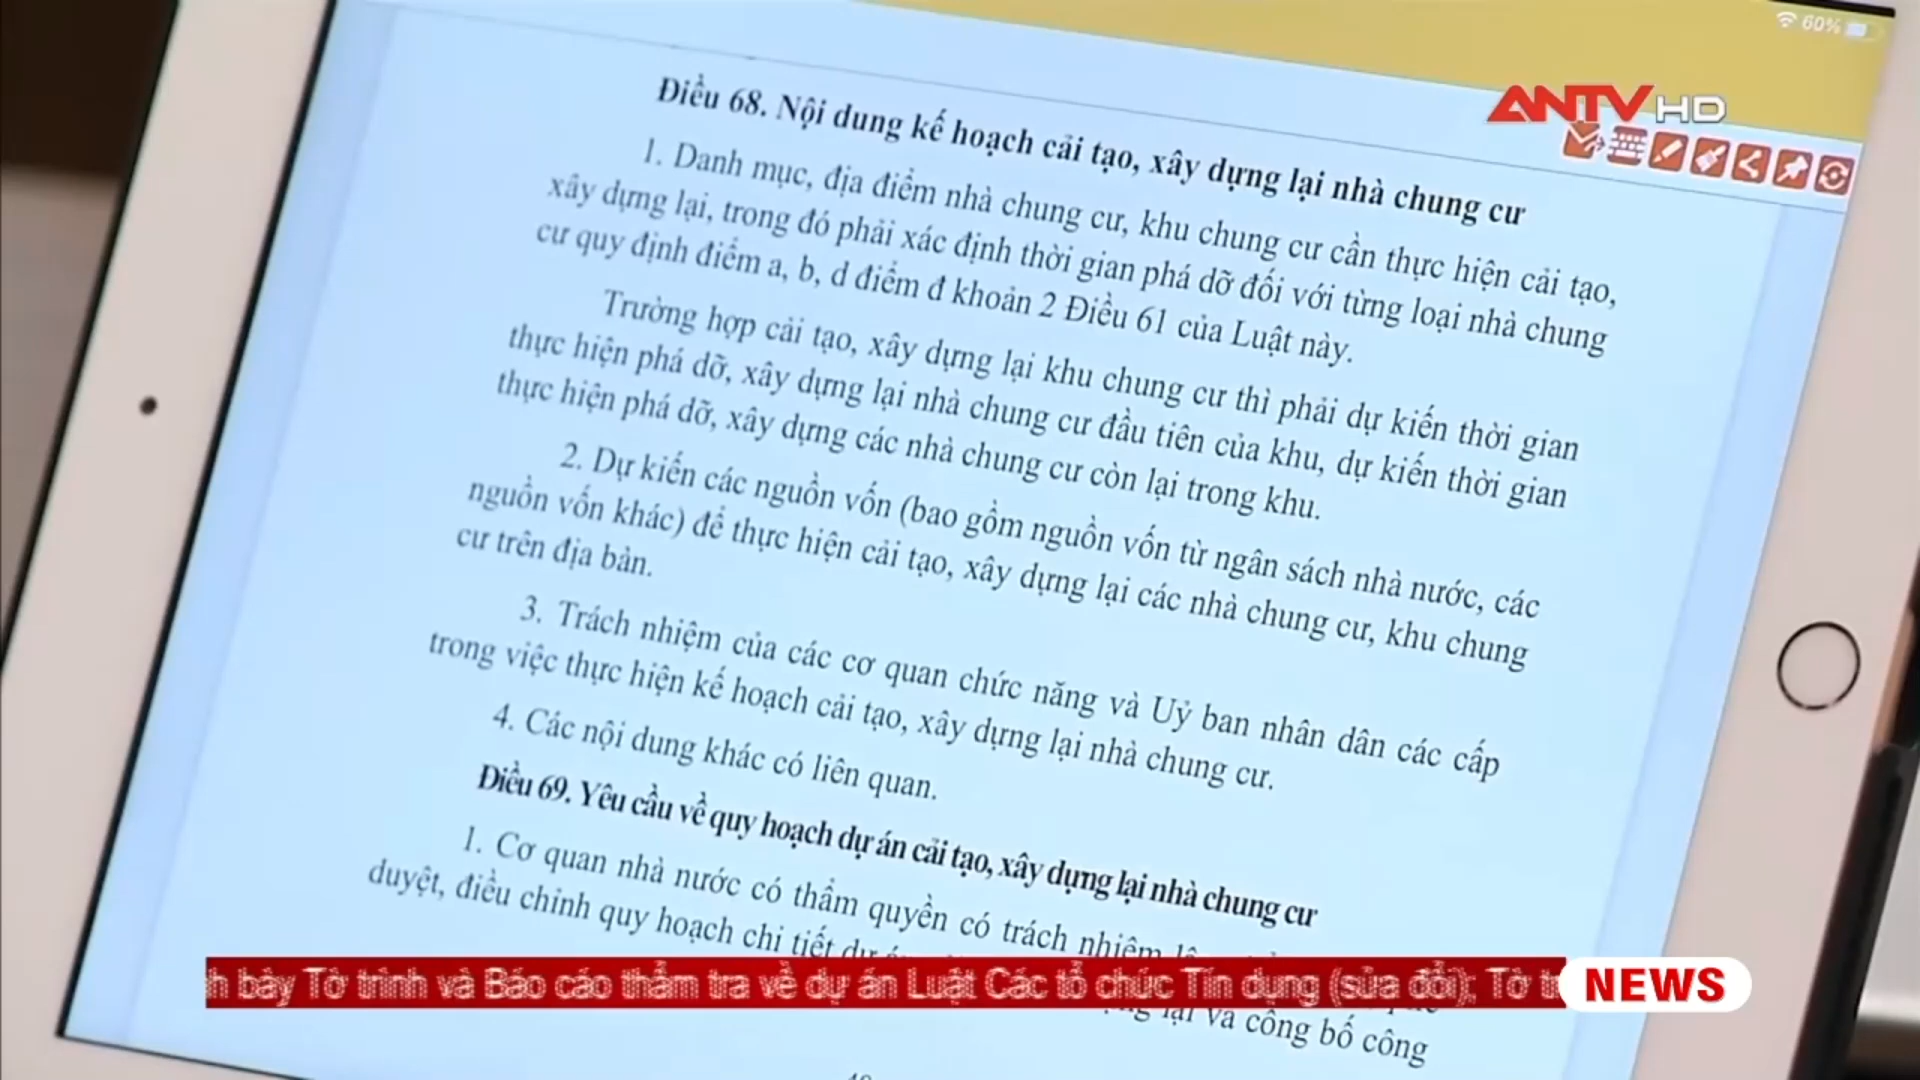 60%
ANTV HD
Điều 68. Nội dung kế hoạch cải tạo, xây dựng lại nhà chung cư
1. Danh mục, địa điểm nhà chung cư, khu chung cư cần thực hiện cải tạo,
xây dựng lại, trong đó phải xác định thời gian phá dỡ đối với từng loại nhà chung
cư quy định điểm a, b, d điểm đ khoản 2 Điều 61 của Luật này.
Trường hợp cải tạo, xây dựng lại khu chung cư thì phải dự kiến thời gian
thực hiện phá dỡ, xây dựng lại nhà chung cư đầu tiên của khu, dự kiến thời gian
thực hiện phá dỡ, xây dựng các nhà chung cư còn lại trong khu.
2. Dự kiến các nguồn vốn (bao gồm nguồn vốn từ ngân sách nhà nước, các
nguồn vốn khác) để thực hiện cải tạo, xây dựng lại các nhà chung cư, khu chung
cư trên địa bàn.
3. Trách nhiệm của các cơ quan chức năng và Uỷ ban nhân dân các cấp
trong việc thực hiện kế hoạch cải tạo, xây dựng lại nhà chung cư.
4. Các nội dung khác có liên quan.
Điều 69. Yêu cầu về quy hoạch dự án cải tạo, xây dựng lại nhà chung cư
1. Cơ quan nhà nước có thẩm quyền có trách nhiệm
duyệt, điều chỉnh quy hoạch chi tiết
lại và công bố công
bày Tờ trình và Báo cáo thẩm tra về dự án Luật Các tổ chức Tín dụng (sửa đổi); Tờ
NEWS